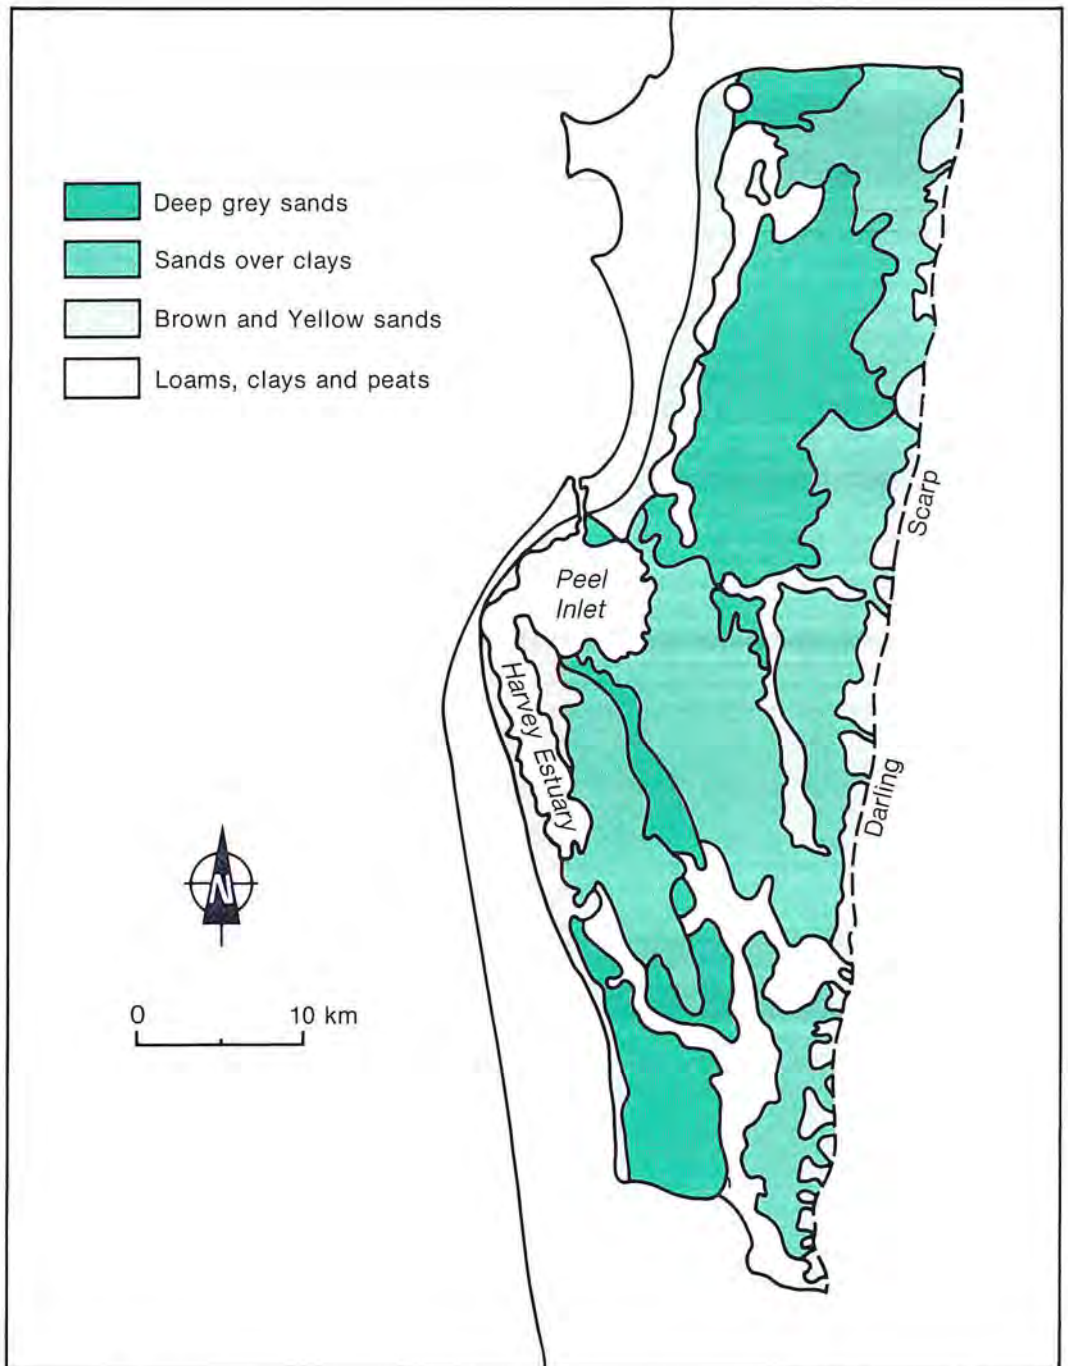 Deep grey sands
Sands over clays
Brown and Yellow sands
Loams, clays and peats
Scarp
Peel
Inlet
Harvey Estuary
Darling
N
0 10 km